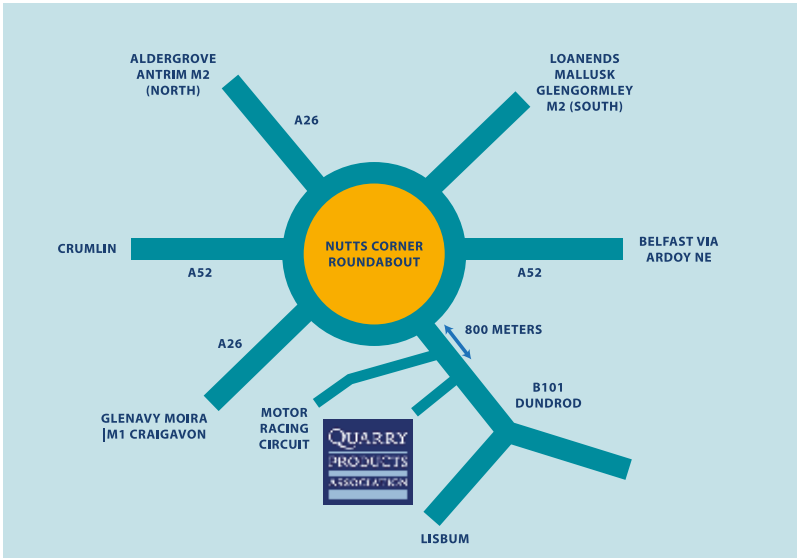 ALDERGROVE
ANTRIM M2
(NORTH)
LOANENDS
MALLUSK
GLENGORMLEY
M2 (SOUTH)
A26
CRUMLIN
A52
NUTTS CORNER
ROUNDABOUT
BELFAST VIA
ARDOY NE
A52
A26
800 METERS
B101
DUNDROD
GLENAVY MOIRA
|M1 CRAIGAVON
MOTOR
RACING
CIRCUIT
QUARRY
PRODUCTS
ASSOCIATION
LISBUM